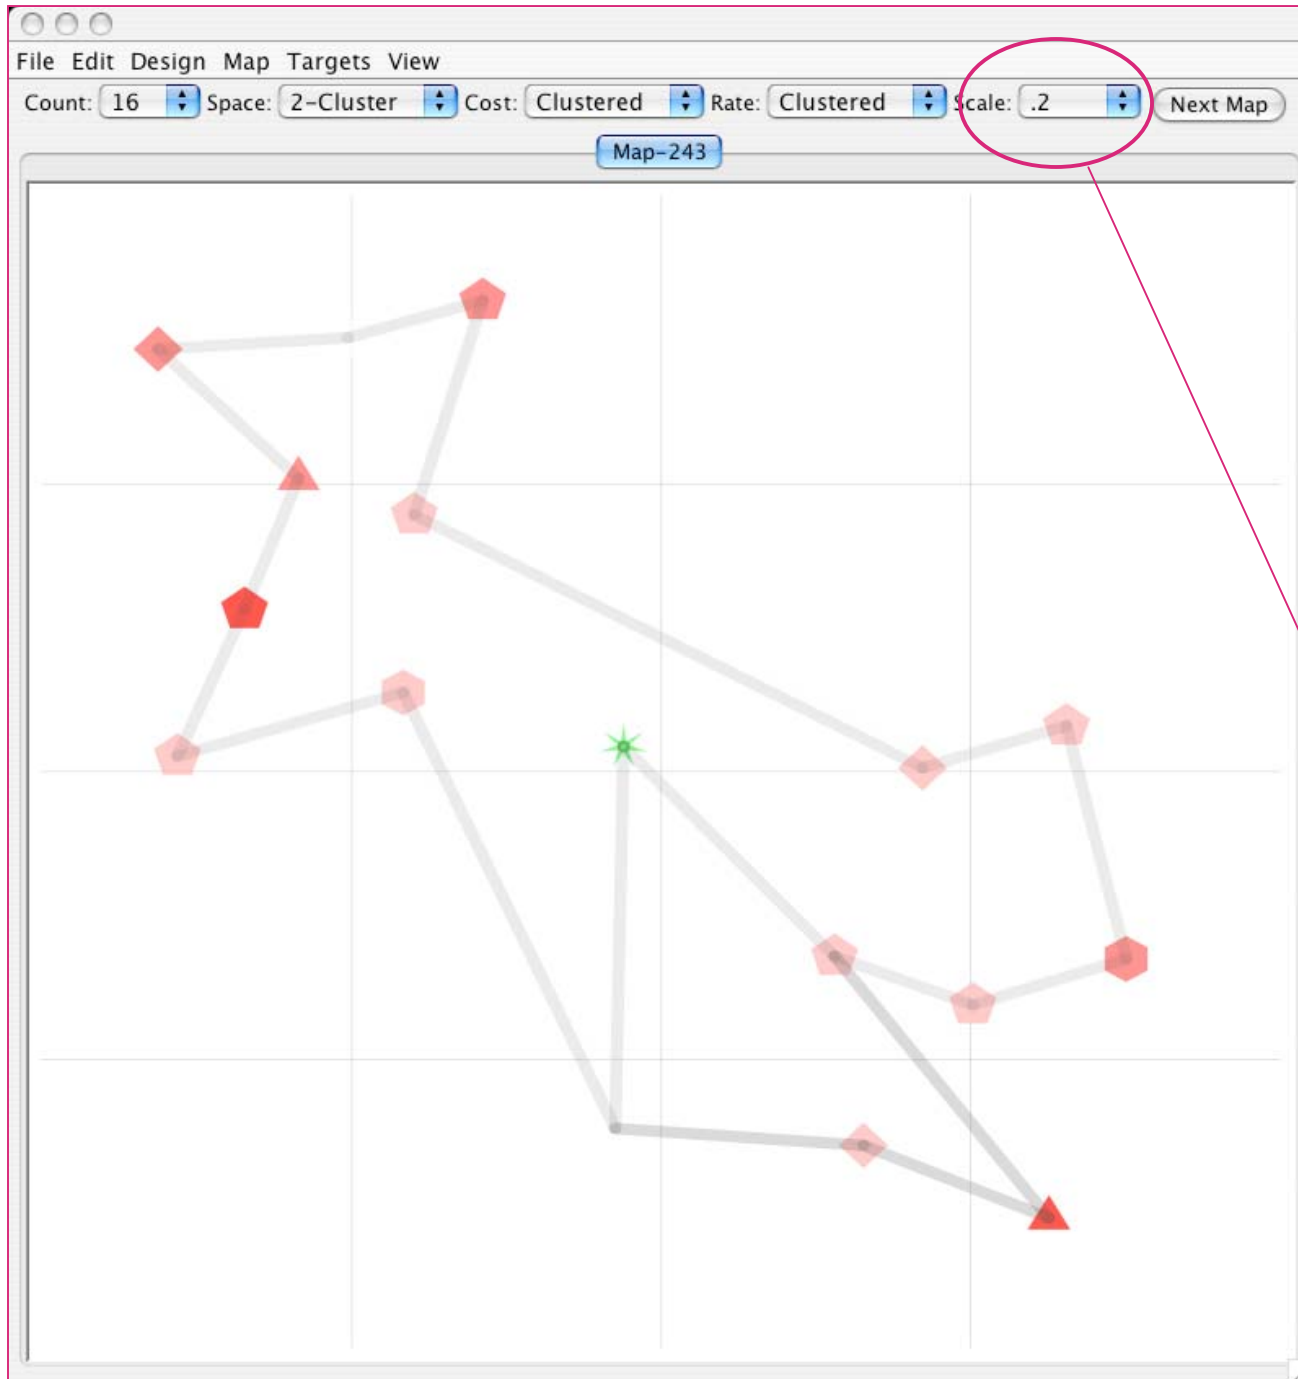 File Edit Design Map Targets View
Count: 16 Space: 2-Cluster Cost: Clustered Rate: Clustered Scale: .2 Next Map
Map-243